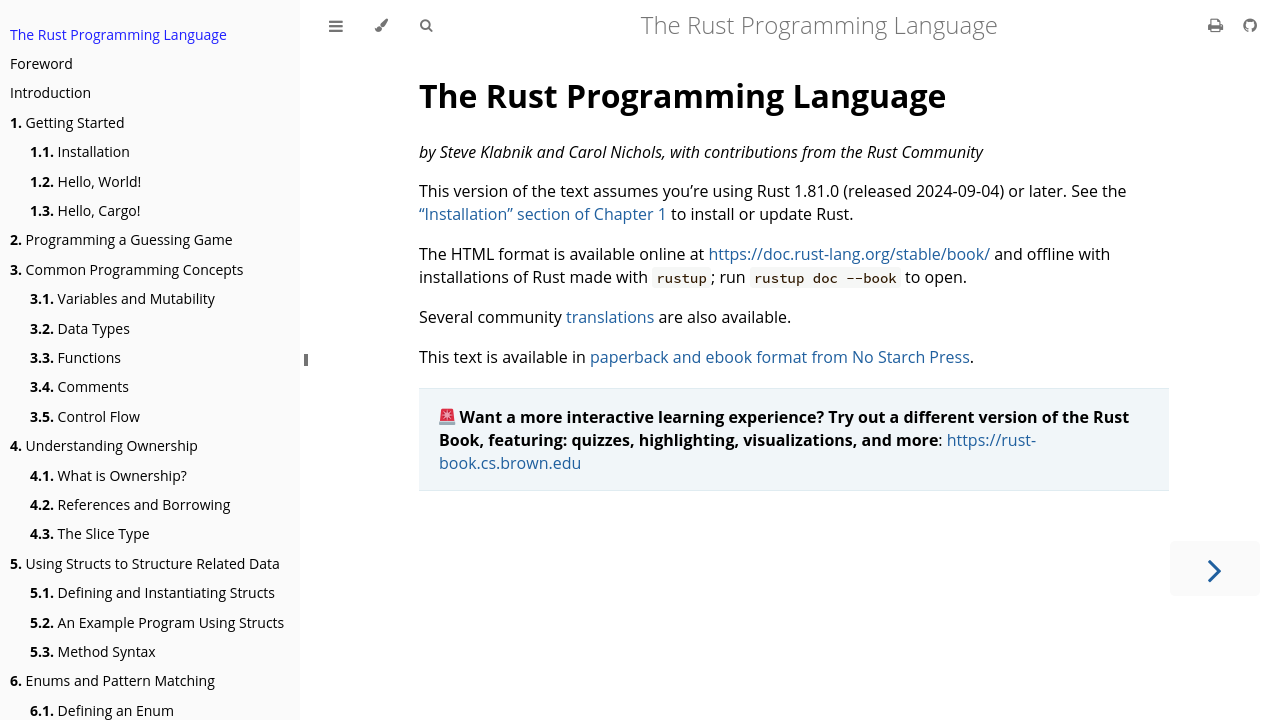 The Rust Programming Language
Foreword
Introduction
1. Getting Started
1.1. Installation
1.2. Hello, World!
1.3. Hello, Cargo!
2. Programming a Guessing Game
3. Common Programming Concepts
3.1. Variables and Mutability
3.2. Data Types
3.3. Functions
3.4. Comments
3.5. Control Flow
4. Understanding Ownership
4.1. What is Ownership?
4.2. References and Borrowing
4.3. The Slice Type
5. Using Structs to Structure Related Data
5.1. Defining and Instantiating Structs
5.2. An Example Program Using Structs
5.3. Method Syntax
6. Enums and Pattern Matching
6.1. Defining an Enum
The Rust Programming Language
The Rust Programming Language
by Steve Klabnik and Carol Nichols, with contributions from the Rust Community
This version of the text assumes you’re using Rust 1.81.0 (released 2024-09-04) or later. See the
“Installation” section of Chapter 1 to install or update Rust.
The HTML format is available online at https://doc.rust-lang.org/stable/book/ and offline with
installations of Rust made with rustup; run rustup doc --book to open.
Several community translations are also available.
This text is available in paperback and ebook format from No Starch Press.
🚨 Want a more interactive learning experience? Try out a different version of the Rust
Book, featuring: quizzes, highlighting, visualizations, and more: https://rust-
book.cs.brown.edu